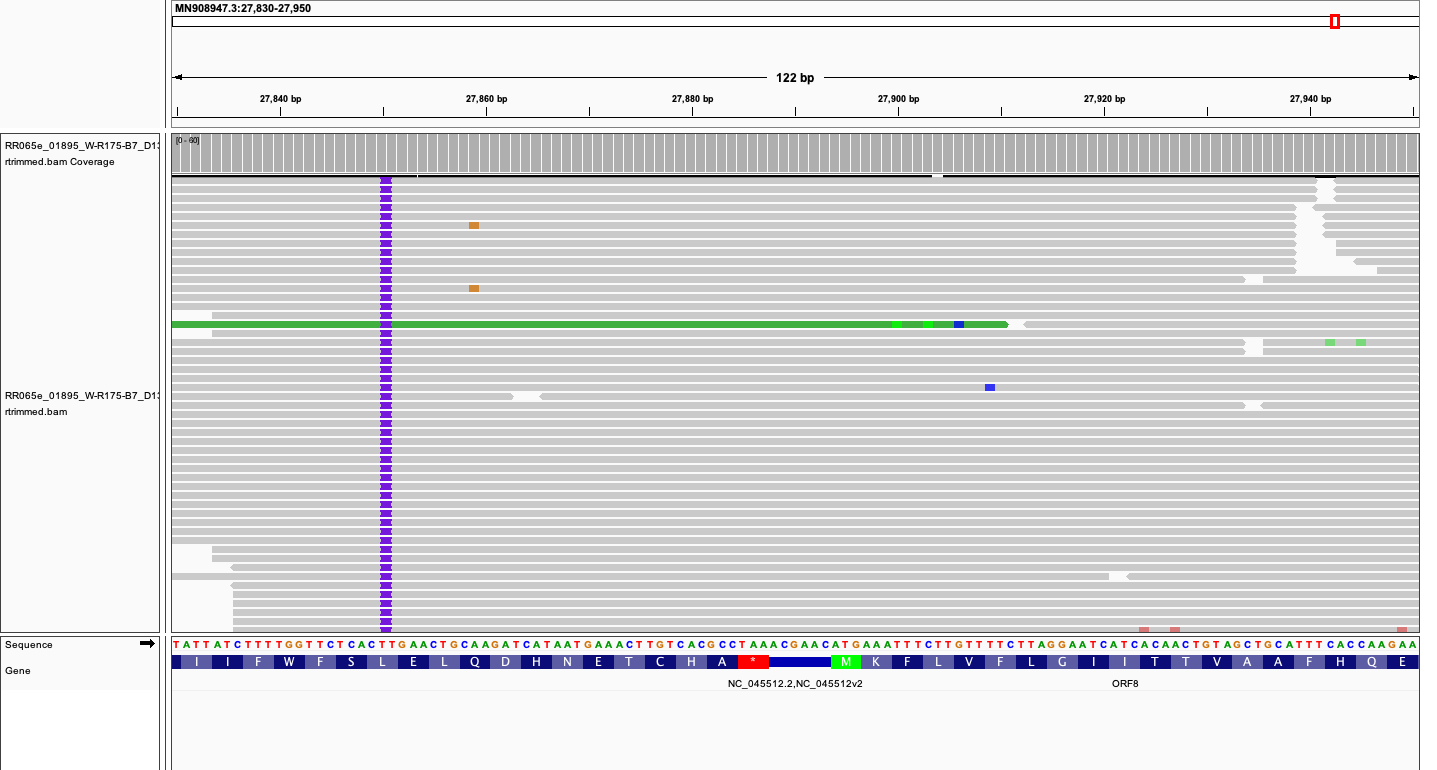 MN908947.3:27,830-27,950
122 bp
27,840 bp 27,860 bp 27,880 bp 27,900 bp 27,920 bp 27,940 bp
RR065e_01895_W-R175-B7_D13
rtrimmed.bam Coverage
[0 - 60]
RR065e_01895_W-R175-B7_D13
rtrimmed.bam
Sequence
TATTATCTTTTGGTTCTCACTTGAACTGCAAGATCATAATGAAACTTGTCACGCCTAAACGAACATGAAATTTCTTGTTTTCTTAGGAATCATCACAACTGTAGCTGCATTTCACCAAGAA
Gene
I I F W F S L E L Q D H N E T C H A * M K F L V F L G I I T T V A A F H Q E
NC_045512.2,NC_045512v2 ORF8